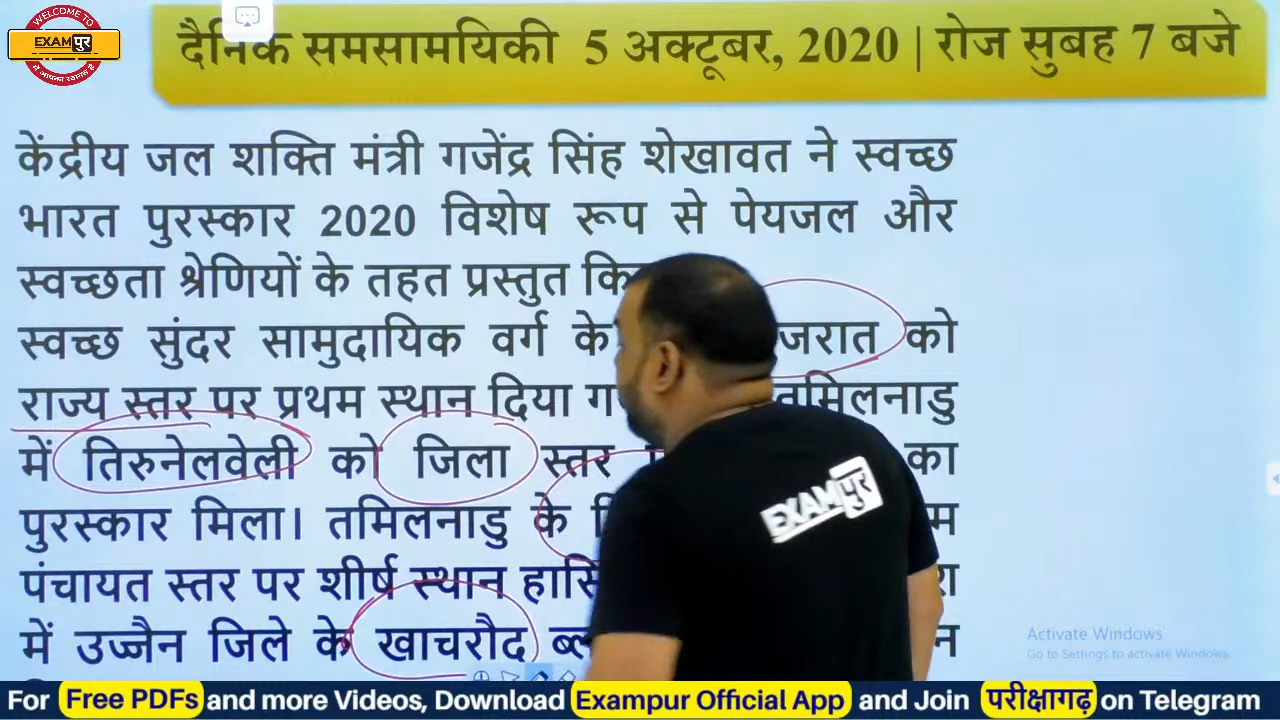 WELCOME TO
EXAMपुर
में आपका स्वागत है
दैनिक समसामयिकी 5 अक्टूबर, 2020 | रोज सुबह 7 बजे
केंद्रीय जल शक्ति मंत्री गजेंद्र सिंह शेखावत ने स्वच्छ
भारत पुरस्कार 2020 विशेष रूप से पेयजल और
स्वच्छता श्रेणियों के तहत प्रस्तुत
स्वच्छ सुंदर सामुदायिक वर्ग के को
राज्य स्तर पर प्रथम स्थान दिया तमिलनाडु
में तिरुनेलवेली को जिला स्तर का
पुरस्कार मिला। तमिलनाडु के
पंचायत स्तर पर शीर्ष स्थान
में उज्जैन जिले के खाचरौद
EXAMपुर
Activate Windows
Go to Settings to activate Windows.
For Free PDFs and more Videos, Download Exampur Official App and Join परीक्षागढ़ on Telegram